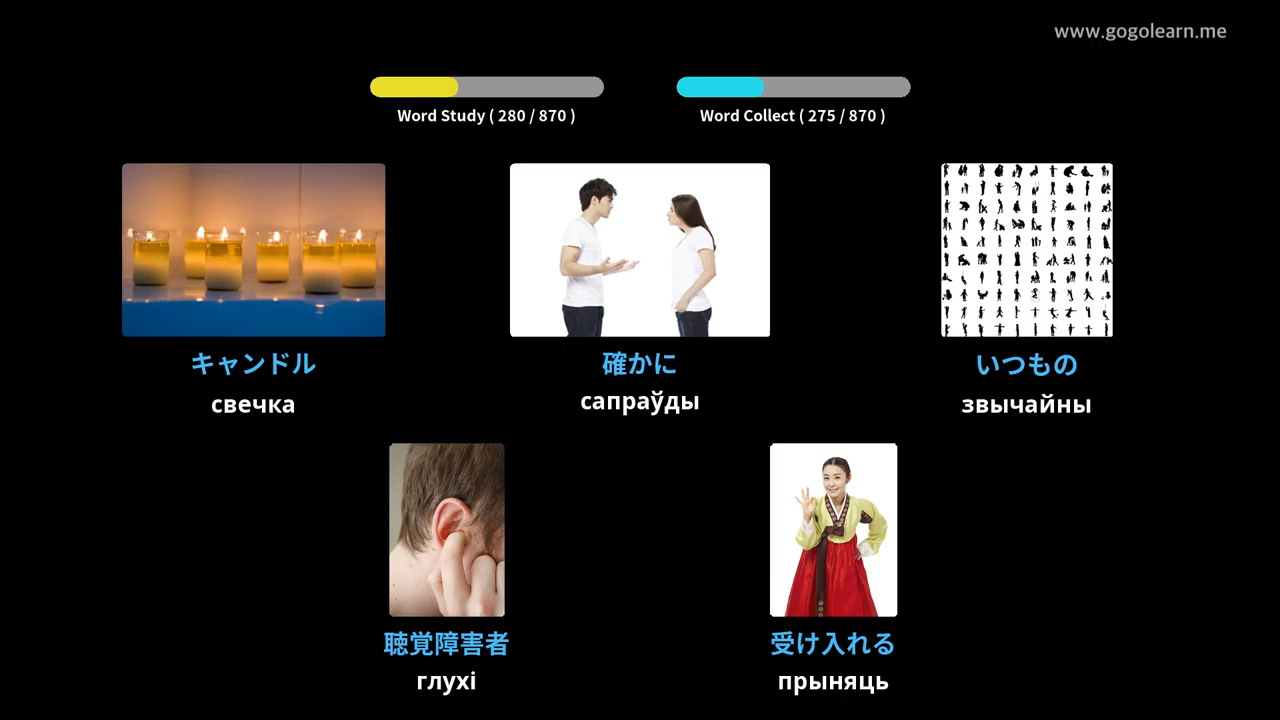 www.gogolearn.me
Word Study ( 280 / 870 )
Word Collect ( 275 / 870 )
キャンドル
свечка
確かに
сапраўды
いつもの
звычайны
聴覚障害者
глухі
受け入れる
прыняць